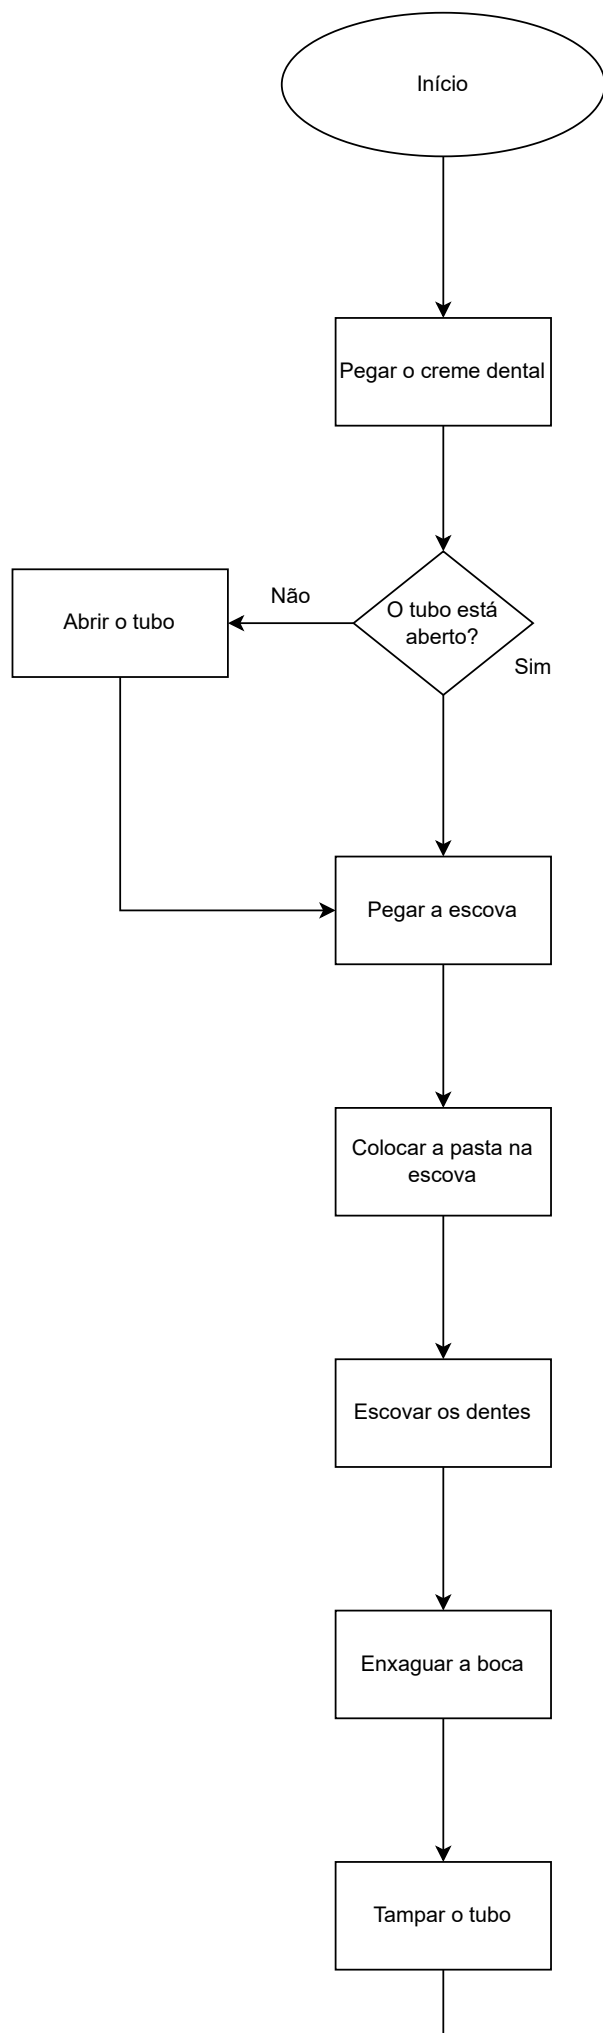 Início
Pegar o creme dental
O tubo está
aberto?
Não
Abrir o tubo
Sim
Pegar a escova
Colocar a pasta na
escova
Escovar os dentes
Enxaguar a boca
Tampar o tubo